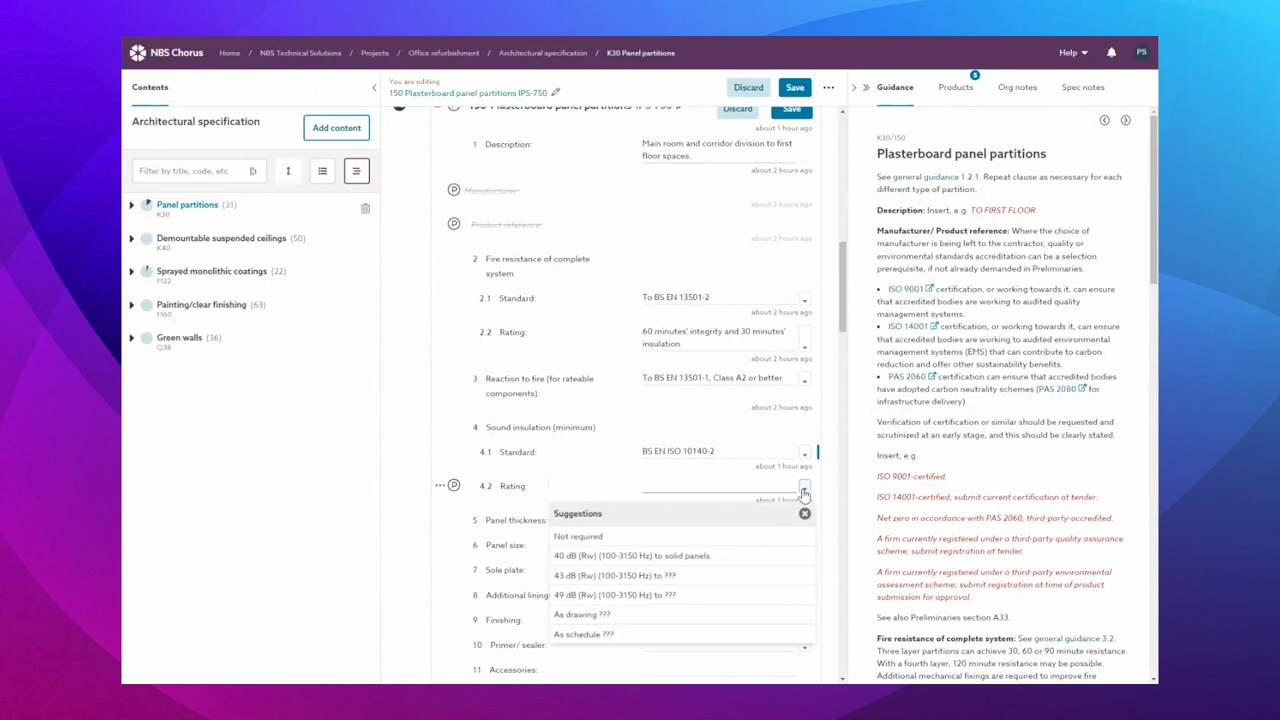 NBS Chorus
Home
NBS Technical Solutions
Projects
Office refurbishment
Architectural specification
K30 Panel partitions
Help
PS
Contents
Architectural specification
Add content
Filter by title, code, etc.
Panel partitions (31)
K30
Demountable suspended ceilings (50)
K40
Sprayed monolithic coatings (22)
M22
Painting/clear finishing (63)
M60
Green walls (36)
Q38
You are editing
150 Plasterboard panel partitions IPS-750
Discard
Save
150 Plasterboard panel partitions IPS-750
Discard
Save
about 1 hour ago
1 Description:
Main room and corridor division to first
floor spaces.
about 2 hours ago
P Manufacturer:
about 2 hours ago
P Product reference:
about 2 hours ago
2 Fire resistance of complete
system
2.1 Standard:
To BS EN 13501-2
about 2 hours ago
2.2 Rating:
60 minutes' integrity and 30 minutes'
insulation
about 2 hours ago
3 Reaction to fire (for rateable
components):
To BS EN 13501-1, Class A2 or better
about 2 hours ago
4 Sound insulation (minimum)
4.1 Standard:
BS EN ISO 10140-2
about 1 hour ago
P 4.2 Rating:
about 1 hour
Suggestions
Not required
40 dB (Rw) (100-3150 Hz) to solid panels
43 dB (Rw) (100-3150 Hz) to ???
49 dB (Rw) (100-3150 Hz) to ???
As drawing ???
As schedule ???
5 Panel thickness:
6 Panel size:
7 Sole plate:
8 Additional lining
9 Finishing:
10 Primer/ sealer:
11 Accessories:
Guidance
Products
5
Org notes
Spec notes
K30/150
Plasterboard panel partitions
See general guidance 1.2.1. Repeat clause as necessary for each
different type of partition.
Description: Insert, e.g. TO FIRST FLOOR
Manufacturer/ Product reference: Where the choice of
manufacturer is being left to the contractor, quality or
environmental standards accreditation can be a selection
prerequisite, if not already demanded in Preliminaries.
• ISO 9001 certification, or working towards it, can ensure
that accredited bodies are working to audited quality
management systems.
• ISO 14001 certification, or working towards it, can ensure
that accredited bodies are working to audited environmental
management systems (EMS) that can contribute to carbon
reduction and offer other sustainability benefits.
• PAS 2060 certification can ensure that accredited bodies
have adopted carbon neutrality schemes (PAS 2080 for
infrastructure delivery).
Verification of certification or similar should be requested and
scrutinized at an early stage, and this should be clearly stated.
Insert, e.g.
ISO 9001-certified.
ISO 14001-certified; submit current certification at tender.
Net zero in accordance with PAS 2060, third-party-accredited.
A firm currently registered under a third-party quality assurance
scheme; submit registration at tender.
A firm currently registered under a third-party environmental
assessment scheme; submit registration at time of product
submission for approval.
See also Preliminaries section A33.
Fire resistance of complete system: See general guidance 3.2.
Three layer partitions can achieve 30, 60 or 90 minute resistance.
With a fourth layer, 120 minute resistance may be possible.
Additional mechanical fixings are required to improve fire